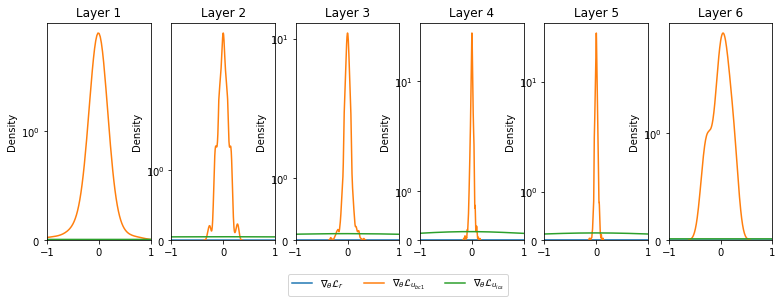 Layer 1 Layer 2 Layer 3 Layer 4 Layer 5 Layer 6
Density Density Density Density Density Density
10⁰ 10⁰ 10¹ 10¹ 10¹ 10⁰
10⁰ 10⁰ 10⁰
0 0 0 0 0 0
−1 0 1 −1 0 1 −1 0 1 −1 0 1 −1 0 1 −1 0 1
∇θℒr ∇θℒu_bc1 ∇θℒu_ics